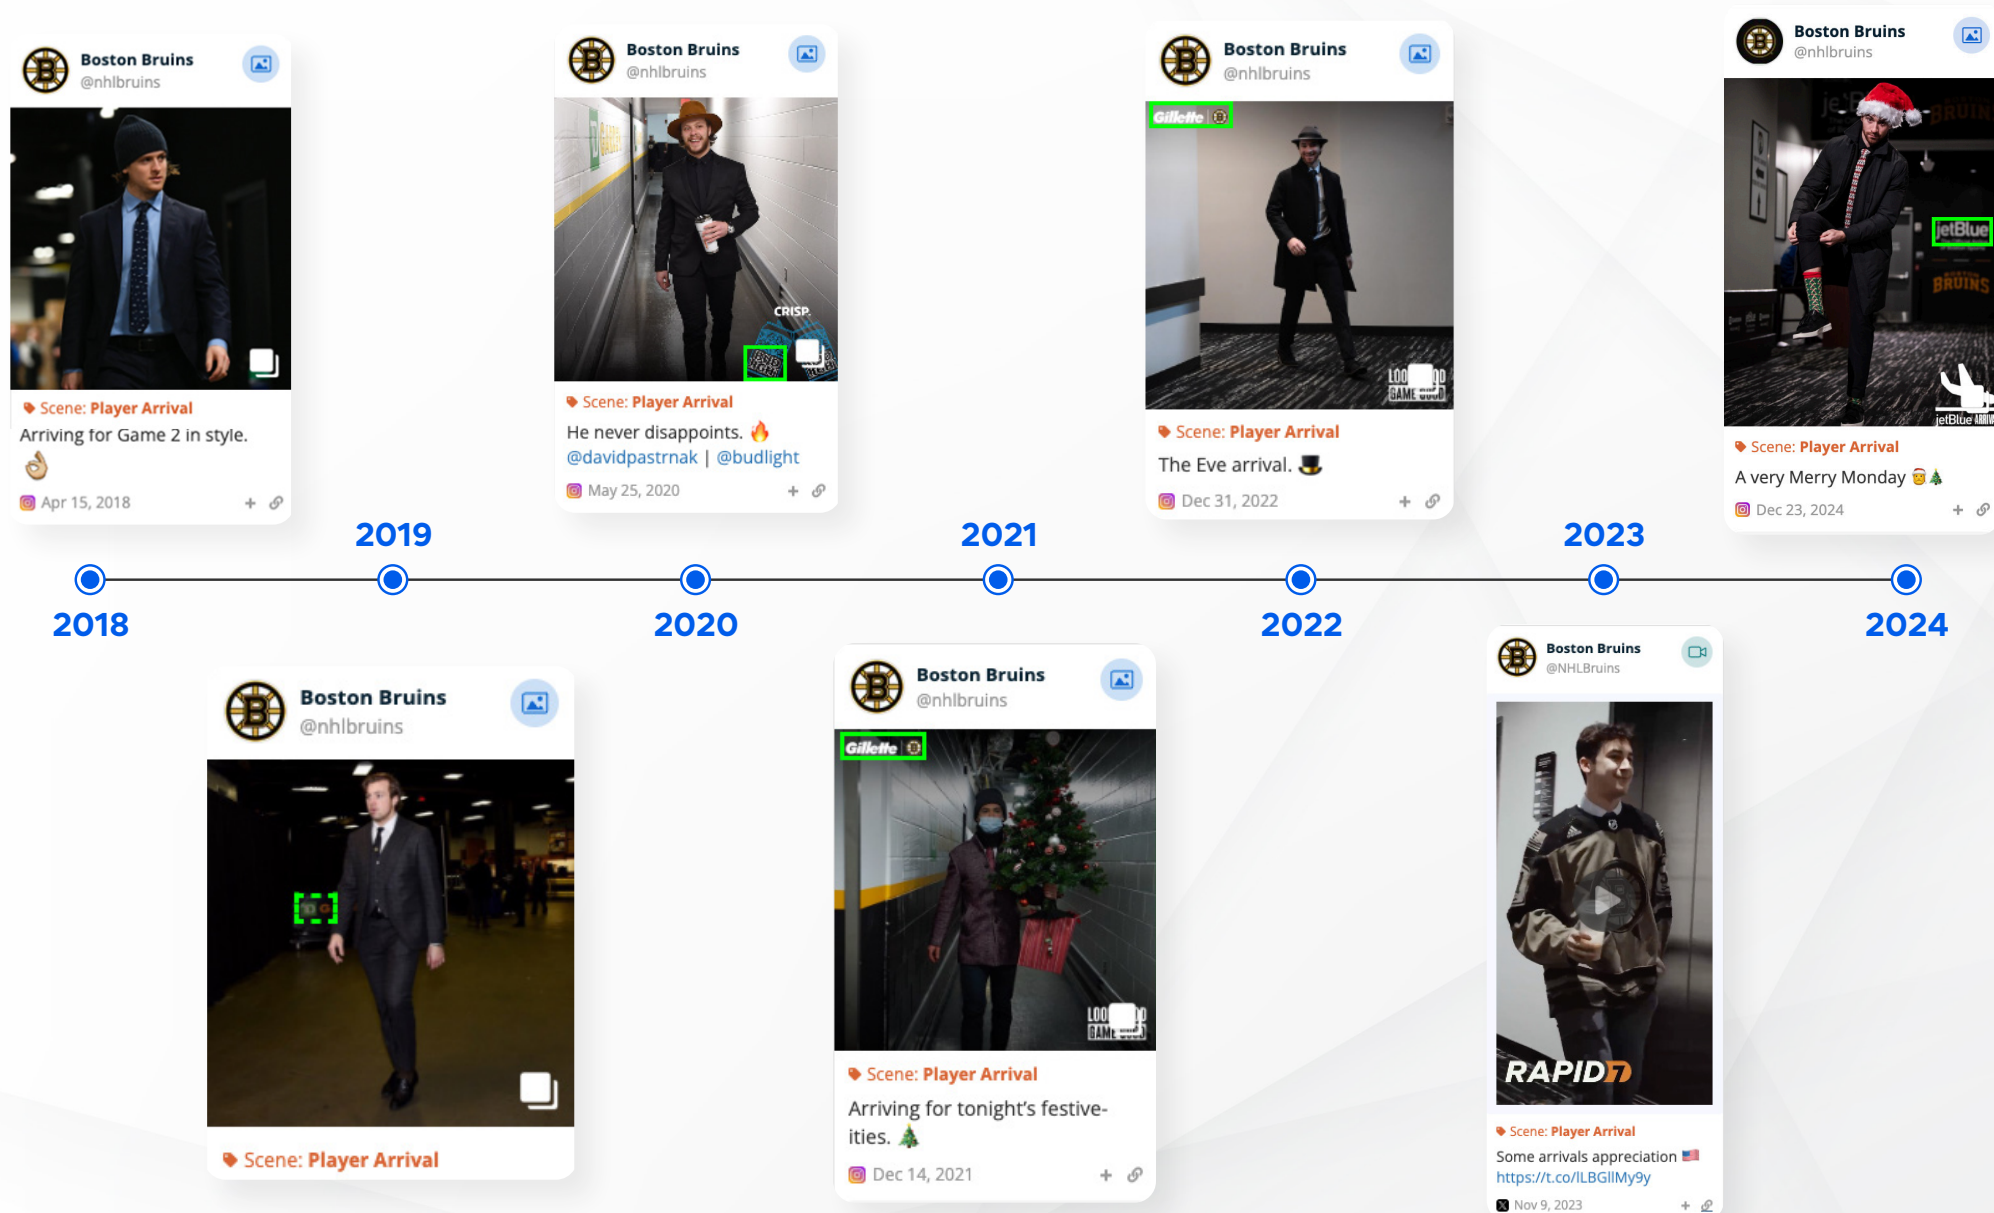 Boston Bruins
@nhlbruins
Scene: Player Arrival
Arriving for Game 2 in style.
👌🏼
Apr 15, 2018
Boston Bruins
@nhlbruins
CRISP.
BUD
LIGHT
Scene: Player Arrival
He never disappoints. 🔥
@davidpastrnak | @budlight
May 25, 2020
Boston Bruins
@nhlbruins
Gillette
Scene: Player Arrival
The Eve arrival. 🎩
Dec 31, 2022
Boston Bruins
@nhlbruins
jetBlue
BRUINS
jetBlue
Scene: Player Arrival
A very Merry Monday 🎅🎄
Dec 23, 2024
2019
2021
2023
2018
2020
2022
2024
Boston Bruins
@nhlbruins
Scene: Player Arrival
Boston Bruins
@nhlbruins
Gillette
Scene: Player Arrival
Arriving for tonight's festive-
ities. 🎄
Dec 14, 2021
Boston Bruins
@NHLBruins
RAPID7
Scene: Player Arrival
Some arrivals appreciation 🇺🇸
https://t.co/lLBGllMy9y
Nov 9, 2023